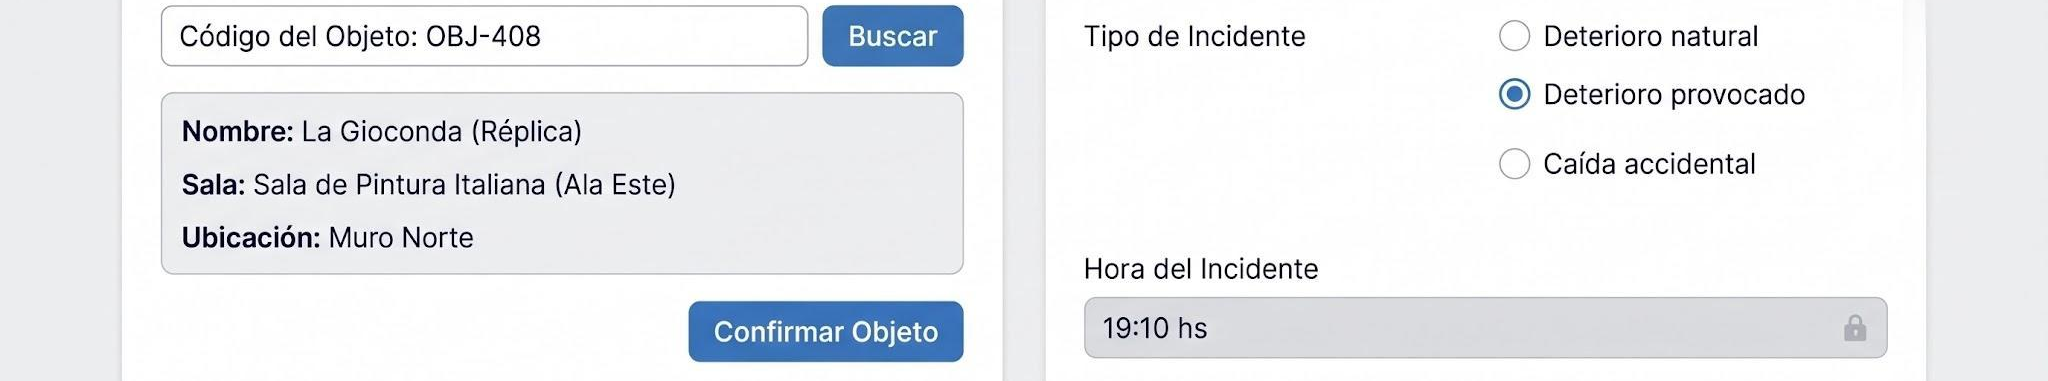 Código del Objeto: OBJ-408
Buscar
Nombre: La Gioconda (Réplica)
Sala: Sala de Pintura Italiana (Ala Este)
Ubicación: Muro Norte
Confirmar Objeto
Tipo de Incidente
Deterioro natural
Deterioro provocado
Caída accidental
Hora del Incidente
19:10 hs